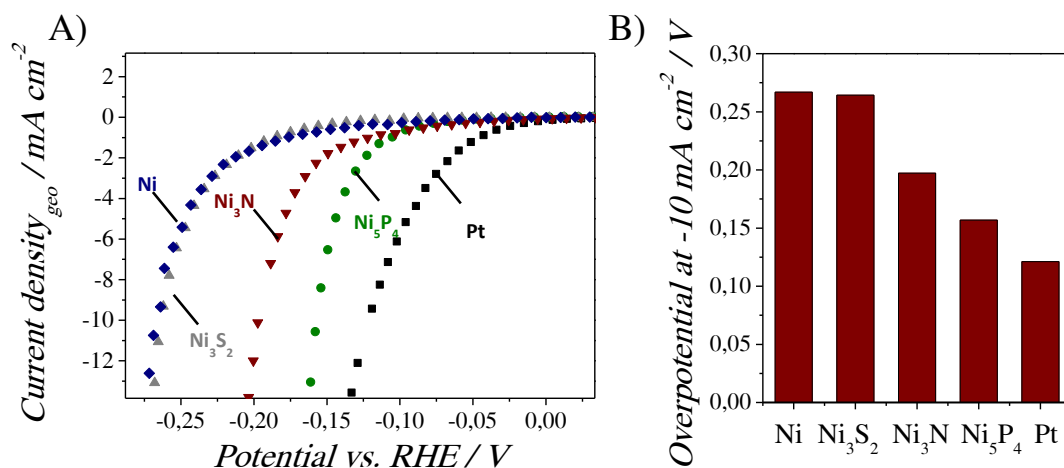 A)
Current density_geo / mA cm⁻²
2
0
-2
-4
-6
-8
-10
-12
Ni
Ni₃S₂
Ni₃N
Ni₅P₄
Pt
-0,25 -0,20 -0,15 -0,10 -0,05 0,00
Potential vs. RHE / V
B)
Overpotential at -10 mA cm⁻² / V
0,30
0,25
0,20
0,15
0,10
0,05
0,00
Ni Ni₃S₂ Ni₃N Ni₅P₄ Pt